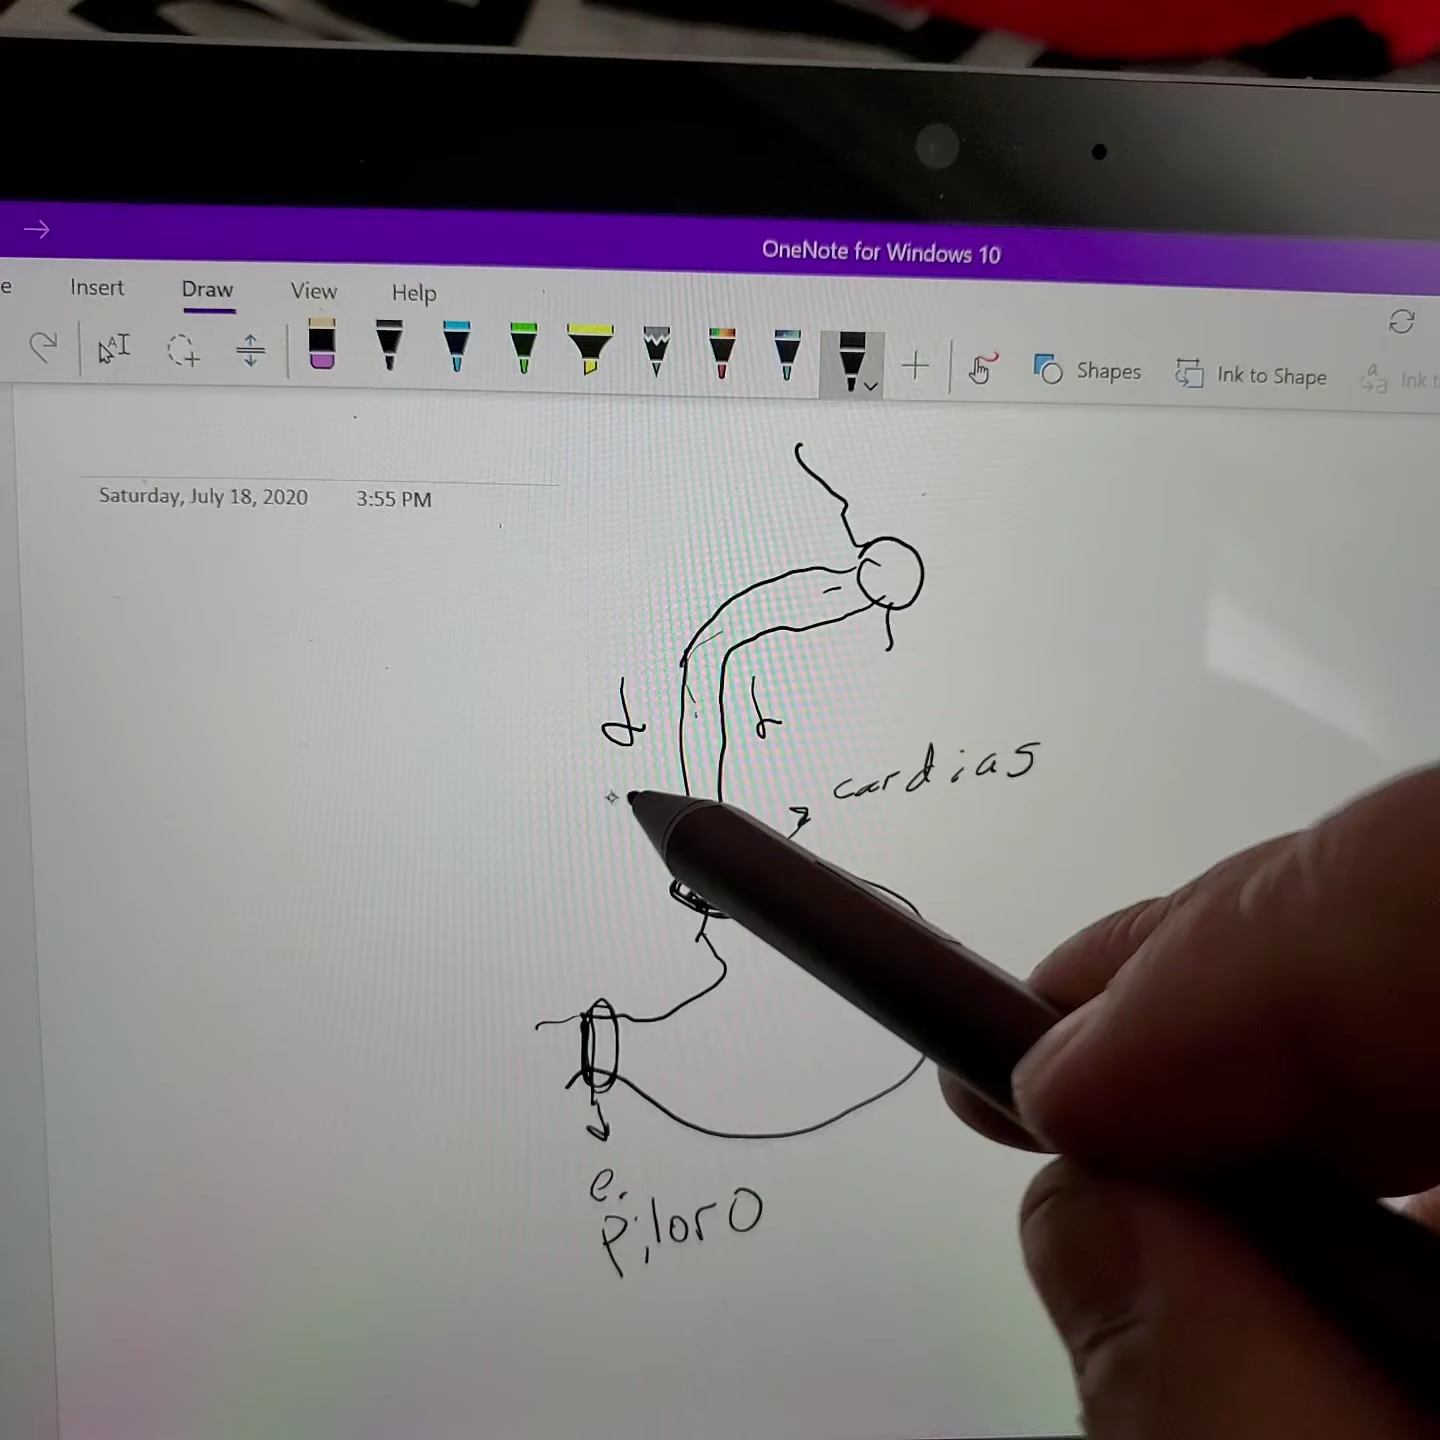 OneNote for Windows 10
Insert Draw View Help
Shapes Ink to Shape Ink t
Saturday, July 18, 2020 3:55 PM
cardias
e.
piloro